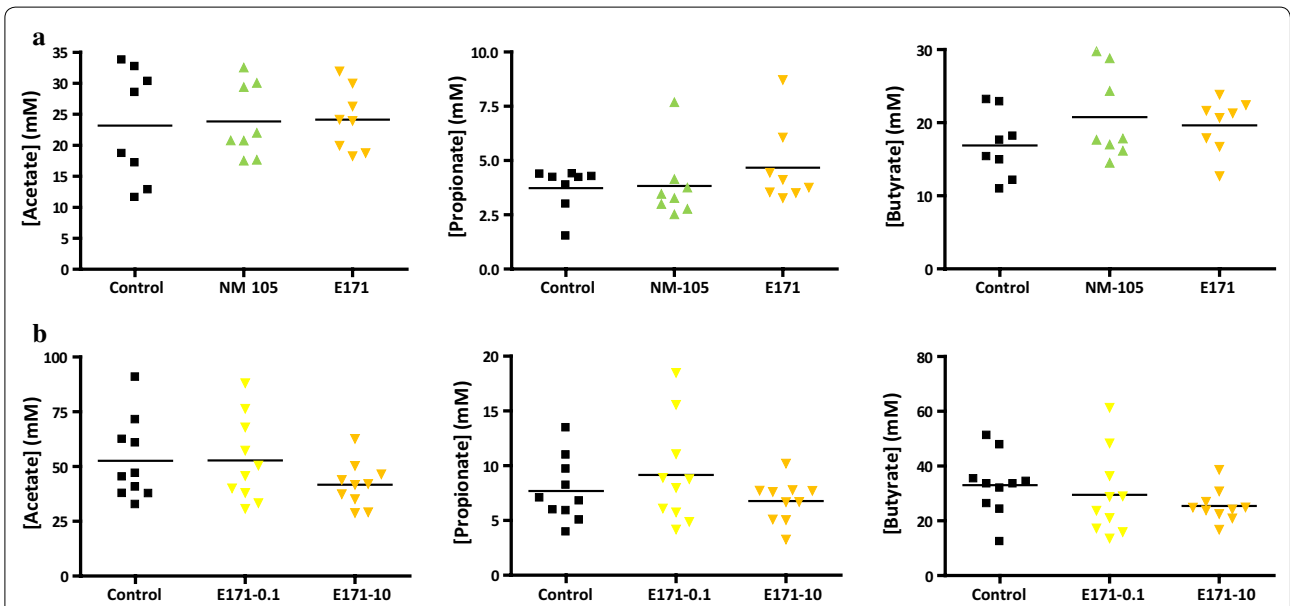 a
35
30
25
20
15
10
5
0
[Acetate] (mM)
Control NM 105 E171
10.0
7.5
5.0
2.5
0.0
[Propionate] (mM)
Control NM-105 E171
30
20
10
0
[Butyrate] (mM)
Control NM-105 E171
b
100
75
50
25
0
[Acetate] (mM)
Control E171-0.1 E171-10
20
15
10
5
0
[Propionate] (mM)
Control E171-0.1 E171-10
80
60
40
20
0
[Butyrate] (mM)
Control E171-0.1 E171-10